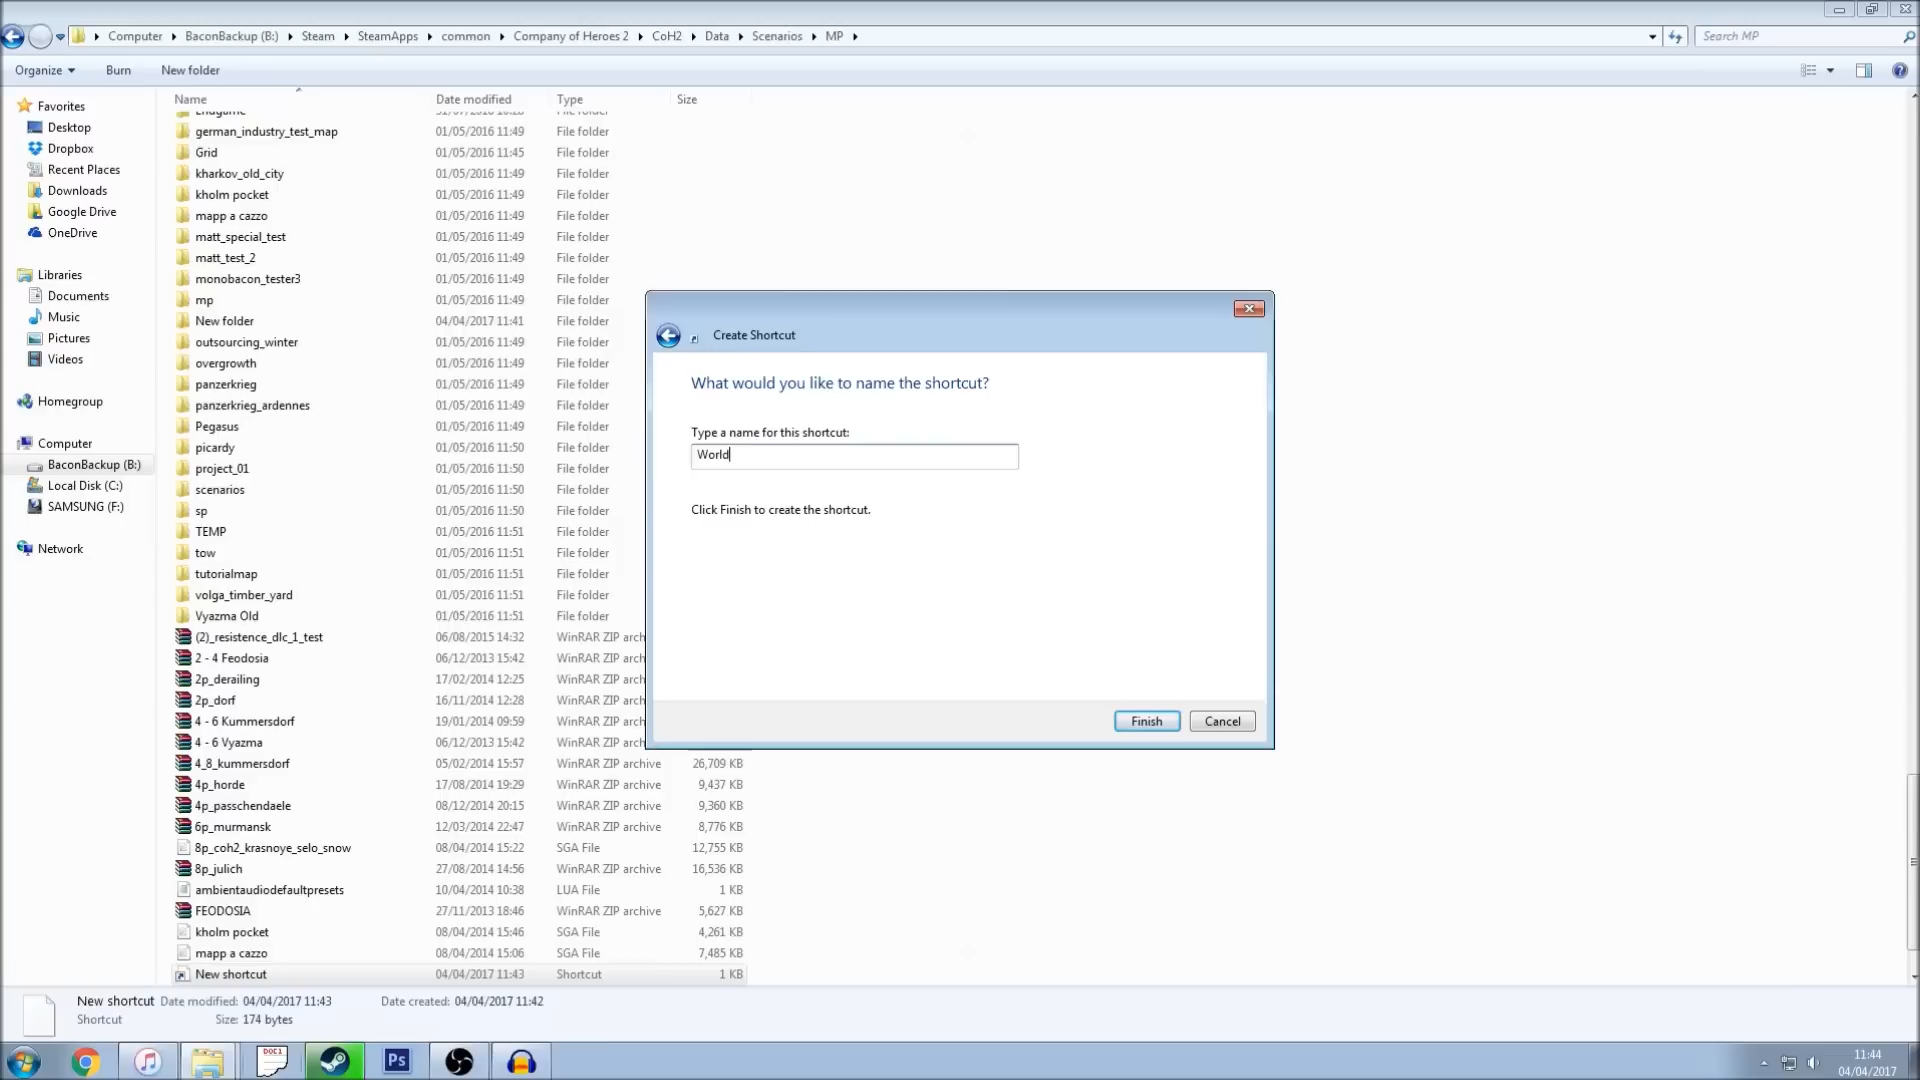 Computer BaconBackup (B:) Steam SteamApps common Company of Heroes 2 CoH2 Data Scenarios MP Search MP
Organize Burn New folder
Name Date modified Type Size
Favorites
Desktop
Dropbox
Recent Places
Downloads
Google Drive
OneDrive
Libraries
Documents
Music
Pictures
Videos
Homegroup
Computer
BaconBackup (B:)
Local Disk (C:)
SAMSUNG (F:)
Network
german_industry_test_map 01/05/2016 11:49 File folder
Grid 01/05/2016 11:45 File folder
kharkov_old_city 01/05/2016 11:49 File folder
kholm pocket 01/05/2016 11:49 File folder
mapp a cazzo 01/05/2016 11:49 File folder
matt_special_test 01/05/2016 11:49 File folder
matt_test_2 01/05/2016 11:49 File folder
monobacon_tester3 01/05/2016 11:49 File folder
mp 01/05/2016 11:49 File folder
New folder 04/04/2017 11:41 File folder
outsourcing_winter 01/05/2016 11:49 File folder
overgrowth 01/05/2016 11:49 File folder
panzerkrieg 01/05/2016 11:49 File folder
panzerkrieg_ardennes 01/05/2016 11:49 File folder
Pegasus 01/05/2016 11:49 File folder
picardy 01/05/2016 11:50 File folder
project_01 01/05/2016 11:50 File folder
scenarios 01/05/2016 11:50 File folder
sp 01/05/2016 11:50 File folder
TEMP 01/05/2016 11:51 File folder
tow 01/05/2016 11:51 File folder
tutorialmap 01/05/2016 11:51 File folder
volga_timber_yard 01/05/2016 11:51 File folder
Vyazma Old 01/05/2016 11:51 File folder
(2)_resistence_dlc_1_test 06/08/2015 14:32 WinRAR ZIP arch
2 - 4 Feodosia 06/12/2013 15:42 WinRAR ZIP arch
2p_derailing 17/02/2014 12:25 WinRAR ZIP arch
2p_dorf 16/11/2014 12:28 WinRAR ZIP arch
4 - 6 Kummersdorf 19/01/2014 09:59 WinRAR ZIP arch
4 - 6 Vyazma 06/12/2013 15:42 WinRAR ZIP arch
4_8_kummersdorf 05/02/2014 15:57 WinRAR ZIP archive 26,709 KB
4p_horde 17/08/2014 19:29 WinRAR ZIP archive 9,437 KB
4p_passchendaele 08/12/2014 20:15 WinRAR ZIP archive 9,360 KB
6p_murmansk 12/03/2014 22:47 WinRAR ZIP archive 8,776 KB
8p_coh2_krasnoye_selo_snow 08/04/2014 15:22 SGA File 12,755 KB
8p_julich 27/08/2014 14:56 WinRAR ZIP archive 16,536 KB
ambientaudiodefaultpresets 10/04/2014 10:38 LUA File 1 KB
FEODOSIA 27/11/2013 18:46 WinRAR ZIP archive 5,627 KB
kholm pocket 08/04/2014 15:46 SGA File 4,261 KB
mapp a cazzo 08/04/2014 15:06 SGA File 7,485 KB
New shortcut 04/04/2017 11:43 Shortcut 1 KB
Create Shortcut
What would you like to name the shortcut?
Type a name for this shortcut:
World
Click Finish to create the shortcut.
Finish Cancel
New shortcut Date modified: 04/04/2017 11:43 Date created: 04/04/2017 11:42
Shortcut Size: 174 bytes
DOC1
Ps
11:44
04/04/2017